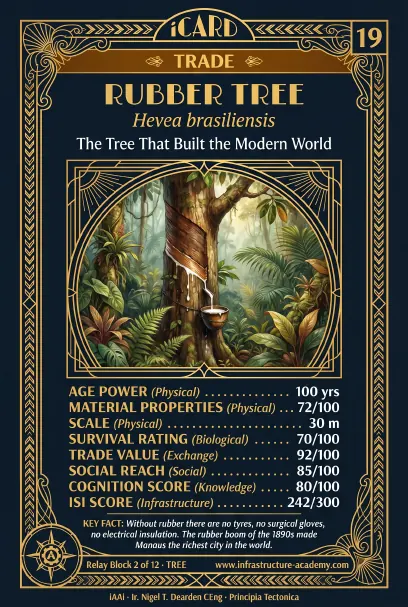 iCARD
19
TRADE
RUBBER TREE
Hevea brasiliensis
The Tree That Built the Modern World
AGE POWER (Physical) ............. 100 yrs
MATERIAL PROPERTIES (Physical) ... 72/100
SCALE (Physical) .................... 30 m
SURVIVAL RATING (Biological) ...... 70/100
TRADE VALUE (Exchange) ........... 92/100
SOCIAL REACH (Social) ............. 85/100
COGNITION SCORE (Knowledge) ..... 80/100
ISI SCORE (Infrastructure) ......... 242/300
KEY FACT: Without rubber there are no tyres, no surgical gloves,
no electrical insulation. The rubber boom of the 1890s made
Manaus the richest city in the world.
A
Relay Block 2 of 12 · TREE
www.infrastructure-academy.com
iAAi · Ir. Nigel T. Dearden CEng · Principia Tectonica